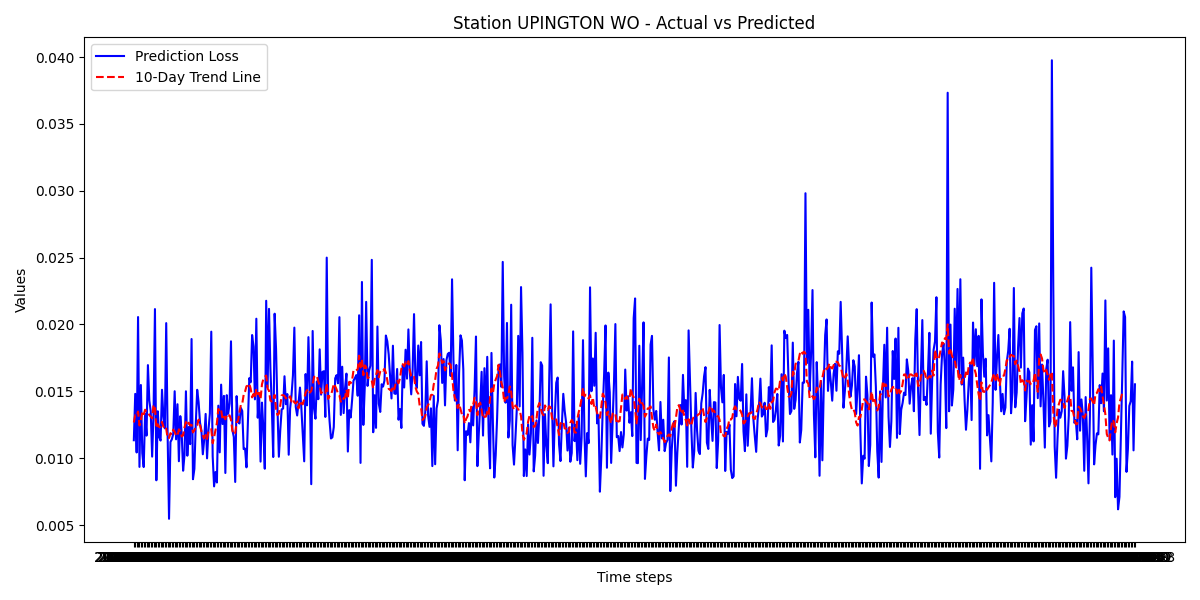 Station UPINGTON WO - Actual vs Predicted
Prediction Loss
10-Day Trend Line
0.040
0.035
0.030
0.025
0.020
0.015
0.010
0.005
Values
Time steps